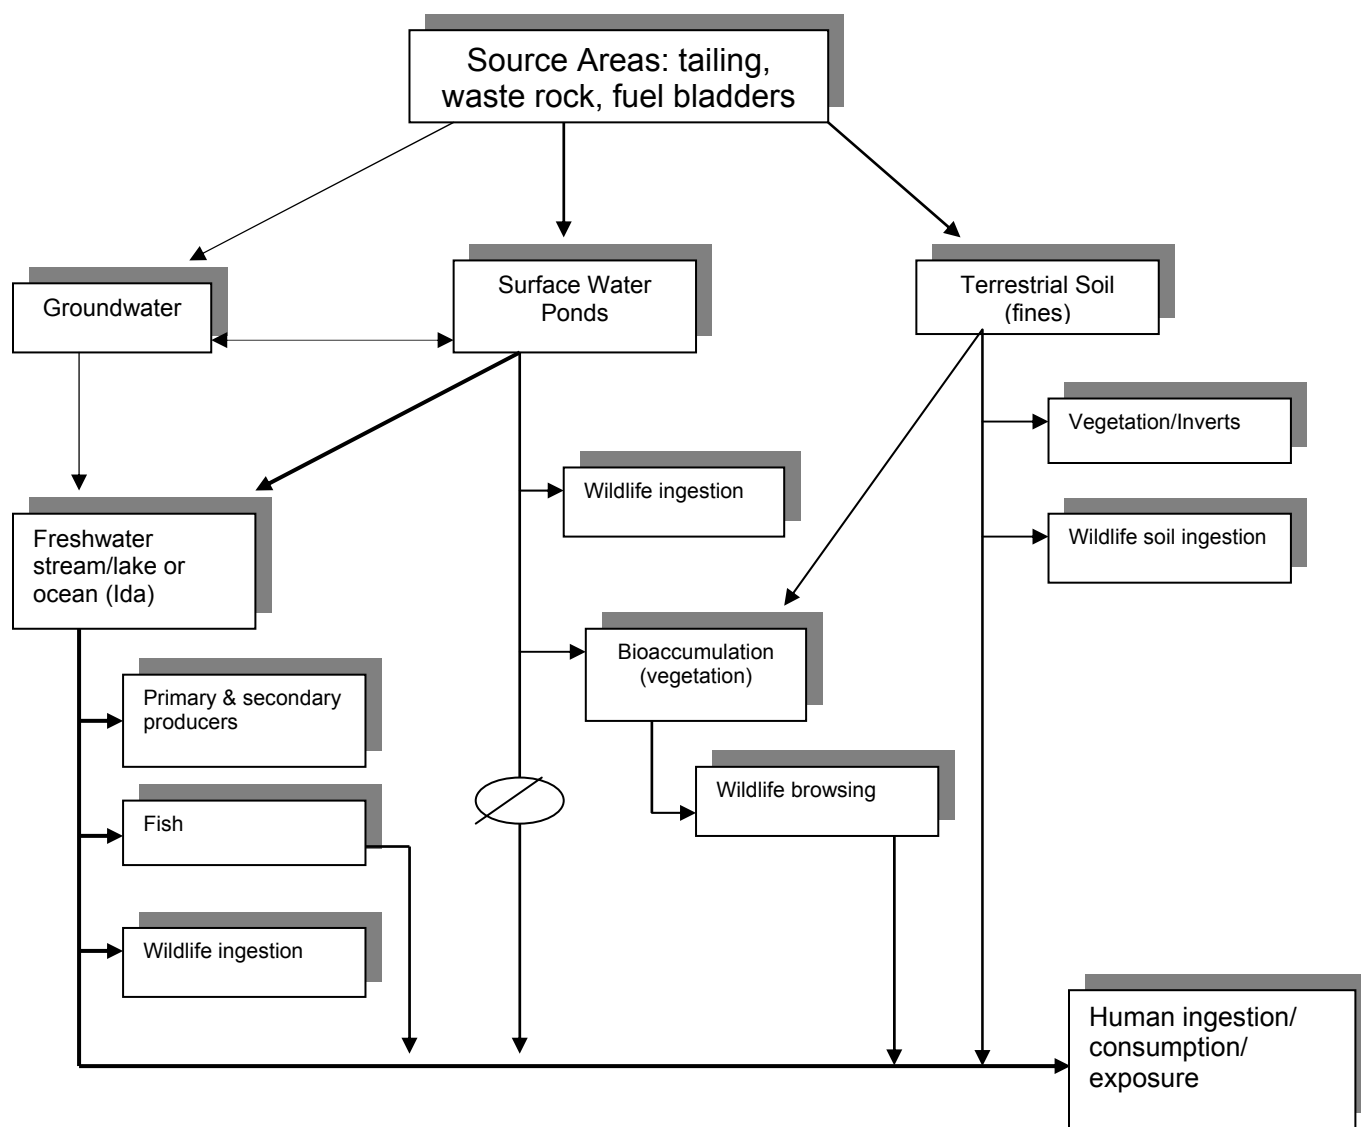 Source Areas: tailing,
waste rock, fuel bladders
Groundwater
Surface Water
Ponds
Terrestrial Soil
(fines)
Vegetation/Inverts
Wildlife ingestion
Wildlife soil ingestion
Freshwater
stream/lake or
ocean (Ida)
Bioaccumulation
(vegetation)
Primary & secondary
producers
Wildlife browsing
Fish
Wildlife ingestion
Human ingestion/
consumption/
exposure